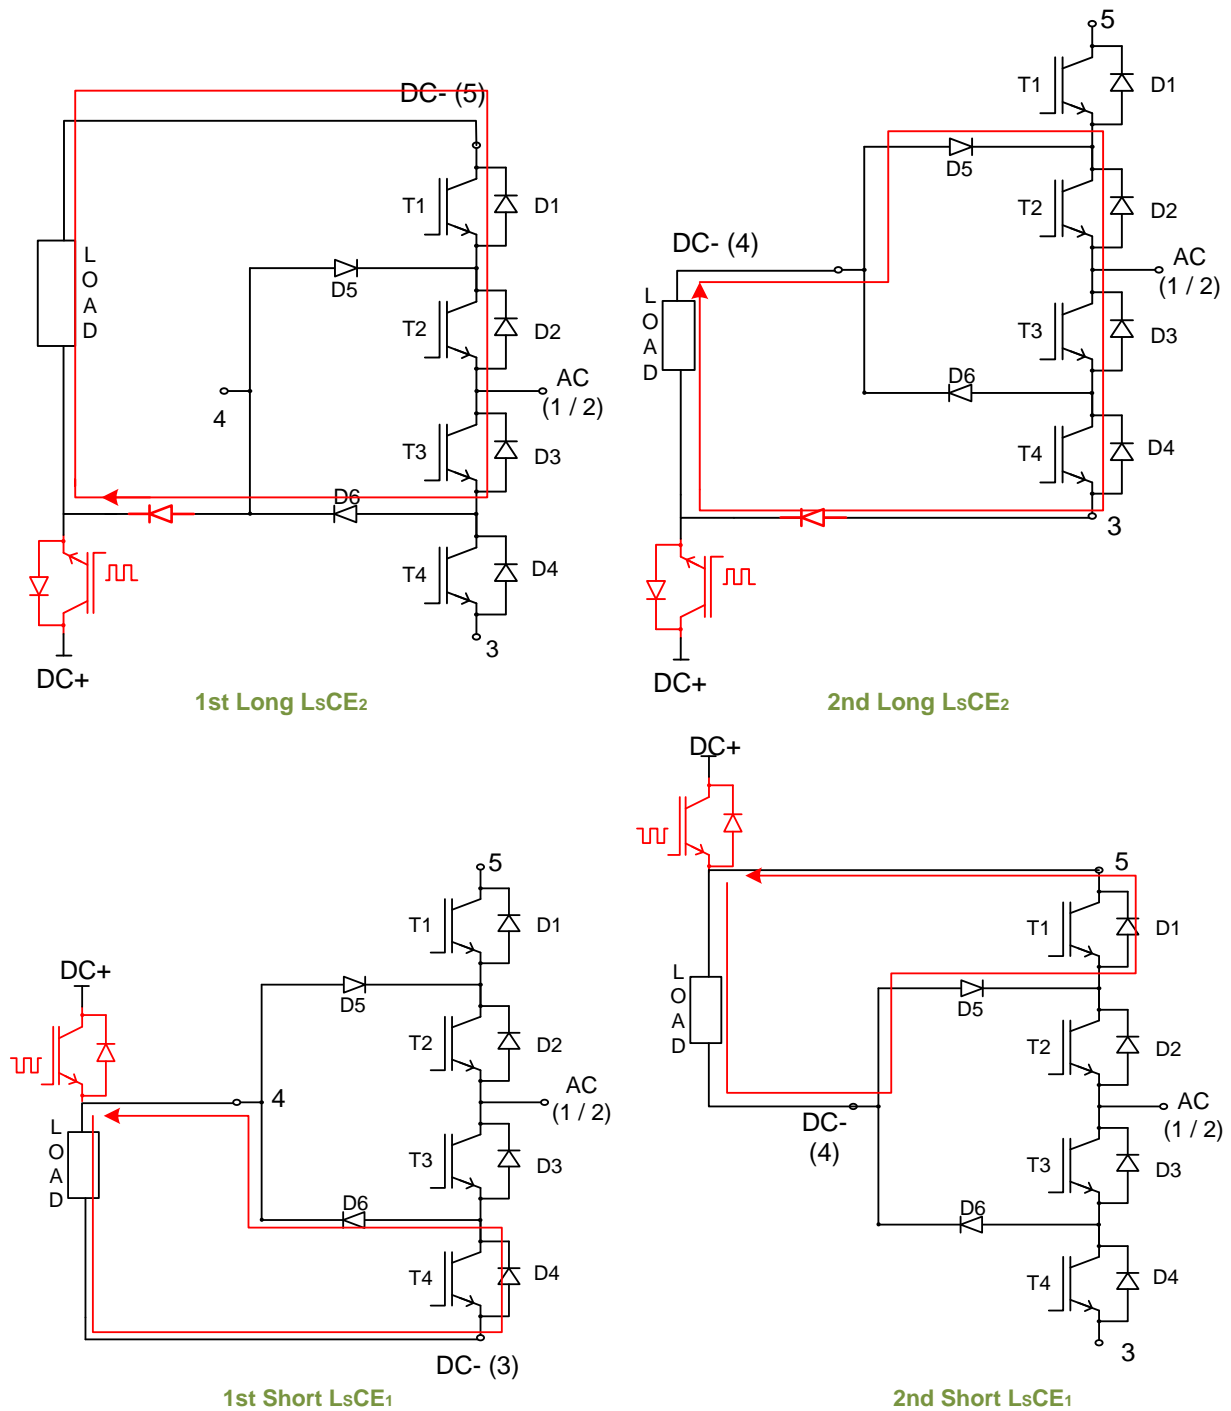 DC- (5)
T1
D1
L
O
A
D
D5
T2
D2
4
AC
(1 / 2)
T3
D3
D6
T4
D4
3
DC+
1st Long LsCE2
5
T1
D1
D5
T2
D2
DC- (4)
AC
(1 / 2)
L
O
A
D
T3
D3
D6
T4
D4
3
DC+
2nd Long LsCE2
5
T1
D1
DC+
D5
T2
D2
4
AC
(1 / 2)
L
O
A
D
T3
D3
D6
T4
D4
DC- (3)
1st Short LsCE1
DC+
5
T1
D1
L
O
A
D
D5
T2
D2
DC-
(4)
AC
(1 / 2)
T3
D3
D6
T4
D4
3
2nd Short LsCE1